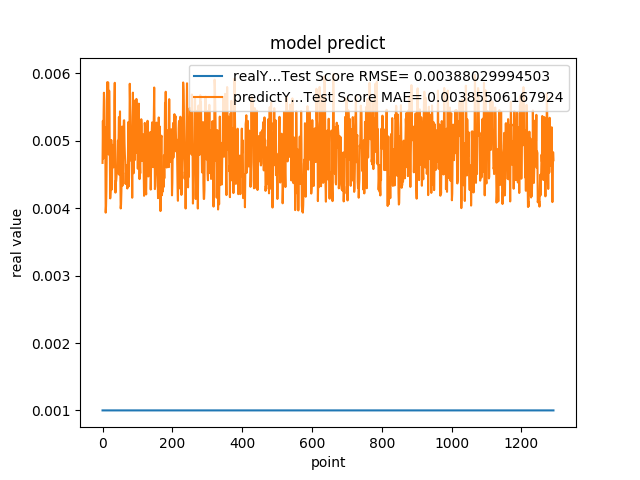 model predict
realY...Test Score RMSE= 0.00388029994503
predictY...Test Score MAE= 0.00385506167924
0.006
0.005
0.004
0.003
0.002
0.001
real value
0 200 400 600 800 1000 1200
point